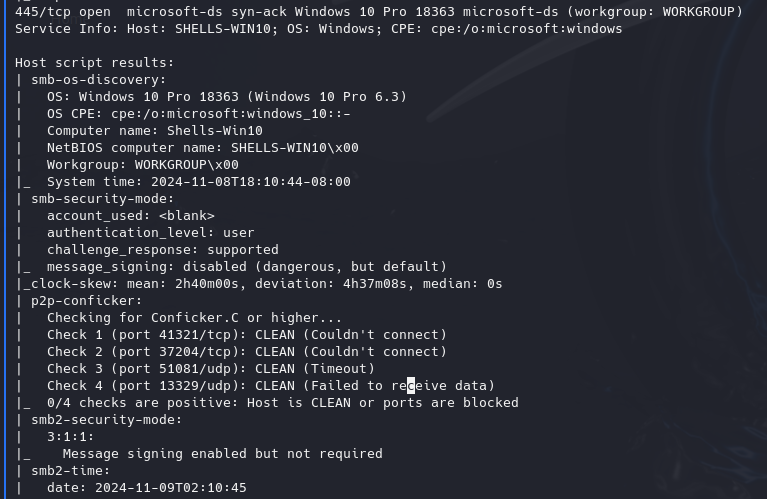 445/tcp open  microsoft-ds syn-ack Windows 10 Pro 18363 microsoft-ds (workgroup: WORKGROUP)
Service Info: Host: SHELLS-WIN10; OS: Windows; CPE: cpe:/o:microsoft:windows

Host script results:
| smb-os-discovery:
|   OS: Windows 10 Pro 18363 (Windows 10 Pro 6.3)
|   OS CPE: cpe:/o:microsoft:windows_10::-
|   Computer name: Shells-Win10
|   NetBIOS computer name: SHELLS-WIN10\x00
|   Workgroup: WORKGROUP\x00
|_  System time: 2024-11-08T18:10:44-08:00
| smb-security-mode:
|   account_used: <blank>
|   authentication_level: user
|   challenge_response: supported
|_  message_signing: disabled (dangerous, but default)
|_clock-skew: mean: 2h40m00s, deviation: 4h37m08s, median: 0s
| p2p-conficker:
|   Checking for Conficker.C or higher...
|   Check 1 (port 41321/tcp): CLEAN (Couldn't connect)
|   Check 2 (port 37204/tcp): CLEAN (Couldn't connect)
|   Check 3 (port 51081/udp): CLEAN (Timeout)
|   Check 4 (port 13329/udp): CLEAN (Failed to receive data)
|_  0/4 checks are positive: Host is CLEAN or ports are blocked
| smb2-security-mode:
|   3:1:1:
|_    Message signing enabled but not required
| smb2-time:
|   date: 2024-11-09T02:10:45